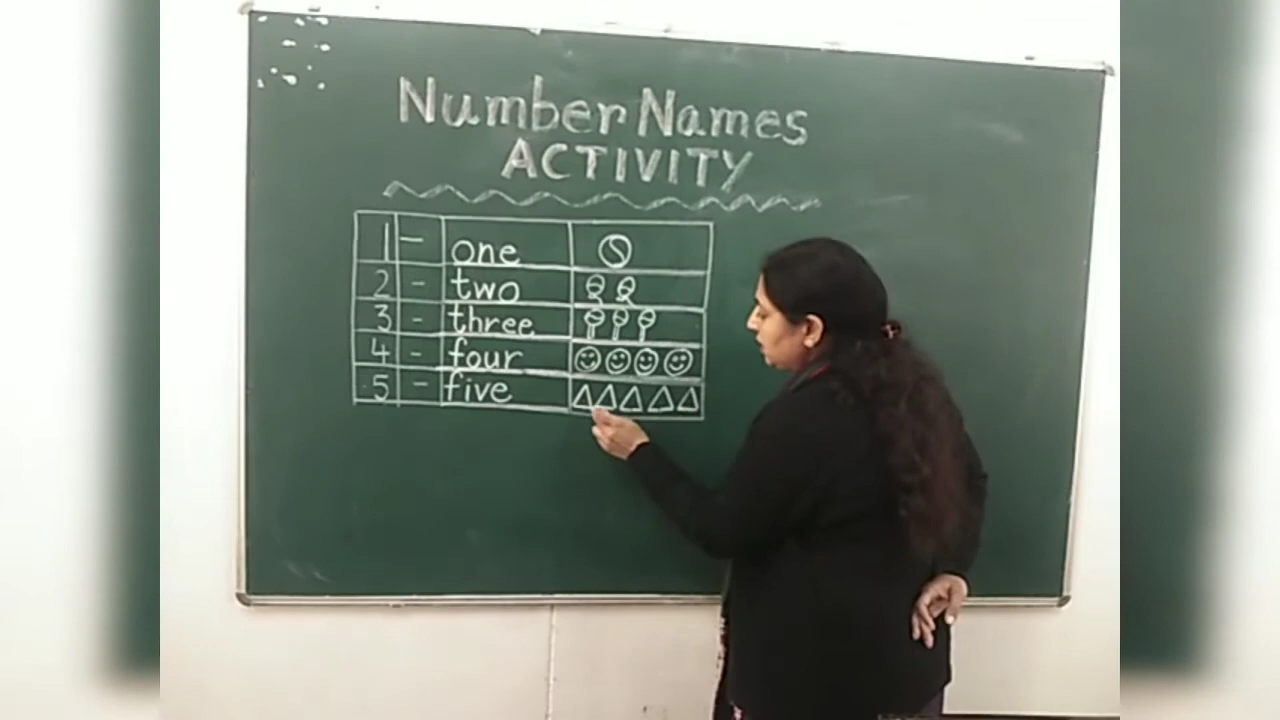 Number Names
ACTIVITY
1 - one
2 - two
3 - three
4 - four
5 - five